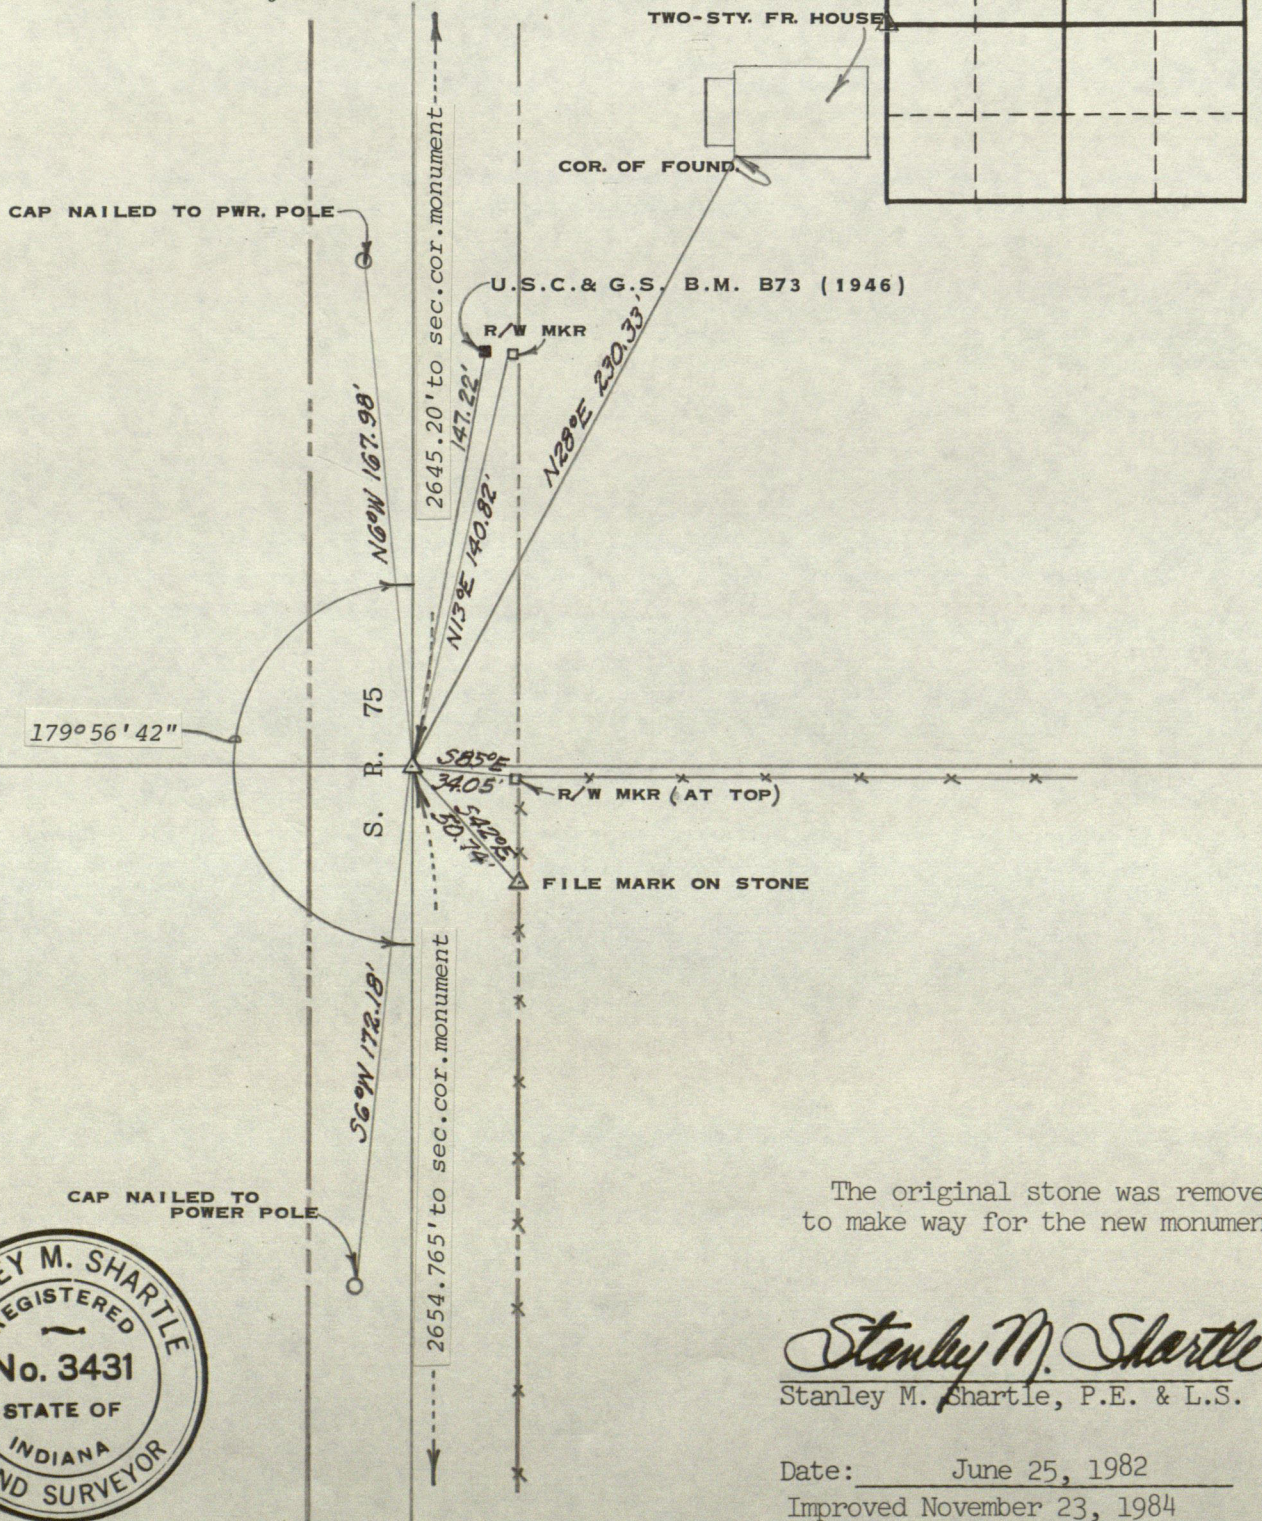 TWO-STY. FR. HOUSE
COR. OF FOUND.
CAP NAILED TO PWR. POLE
2645.20' to sec.cor.monument
U.S.C.& G.S. B.M. B73 (1946)
R/W MKR
147.22'
N28°E 230.33'
N6°W 167.98'
N13°E 140.82'
S. R. 75
179°56'42"
S85°E
34.05'
R/W MKR (AT TOP)
S42°E
50.74'
FILE MARK ON STONE
S6°W 172.18'
2654.765' to sec.cor.monument
CAP NAILED TO
POWER POLE
The original stone was remove
to make way for the new monumen
EY M. SHARTLE
REGISTERED
No. 3431
STATE OF
INDIANA
ND SURVEYOR
Stanley M. Shartle
Stanley M. Shartle, P.E. & L.S.
Date: June 25, 1982
Improved November 23, 1984